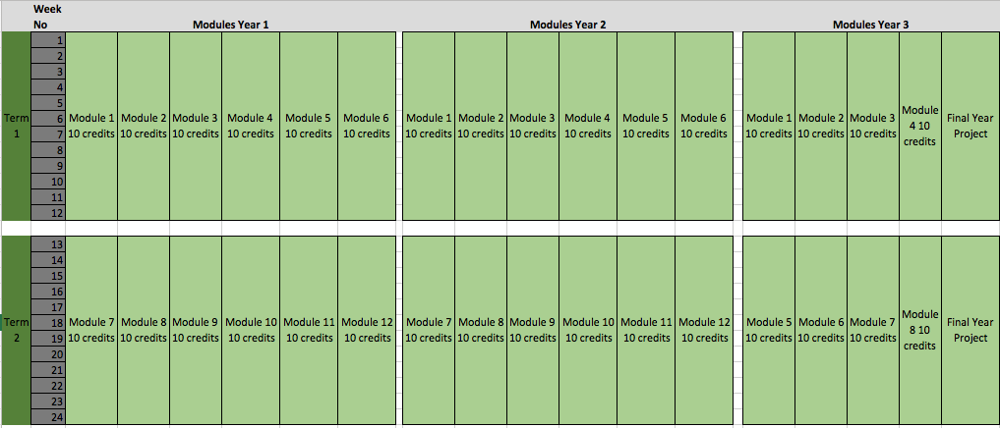 Week
No
Modules Year 1
Modules Year 2
Modules Year 3
Term
1
1
2
3
4
5
6
7
8
9
10
11
12
Module 1
10 credits
Module 2
10 credits
Module 3
10 credits
Module 4
10 credits
Module 5
10 credits
Module 6
10 credits
Module 1
10 credits
Module 2
10 credits
Module 3
10 credits
Module 4
10 credits
Module 5
10 credits
Module 6
10 credits
Module 1
10 credits
Module 2
10 credits
Module 3
10 credits
Module
4 10
credits
Final Year
Project
Term
2
13
14
15
16
17
18
19
20
21
22
23
24
Module 7
10 credits
Module 8
10 credits
Module 9
10 credits
Module 10
10 credits
Module 11
10 credits
Module 12
10 credits
Module 7
10 credits
Module 8
10 credits
Module 9
10 credits
Module 10
10 credits
Module 11
10 credits
Module 12
10 credits
Module 5
10 credits
Module 6
10 credits
Module 7
10 credits
Module
8 10
credits
Final Year
Project